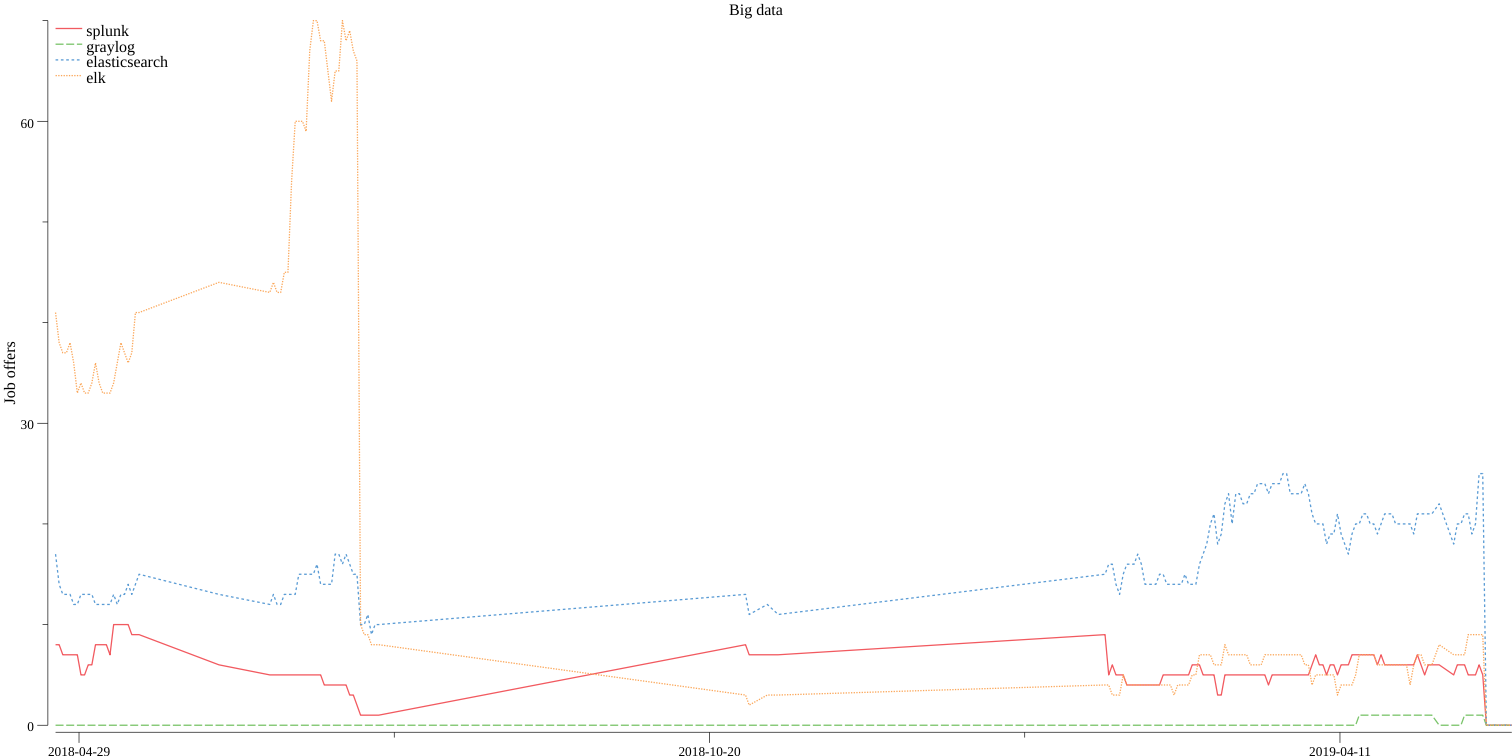 Big data
splunk
graylog
elasticsearch
elk
60
Job offers
30
0
2018-04-29
2018-10-20
2019-04-11